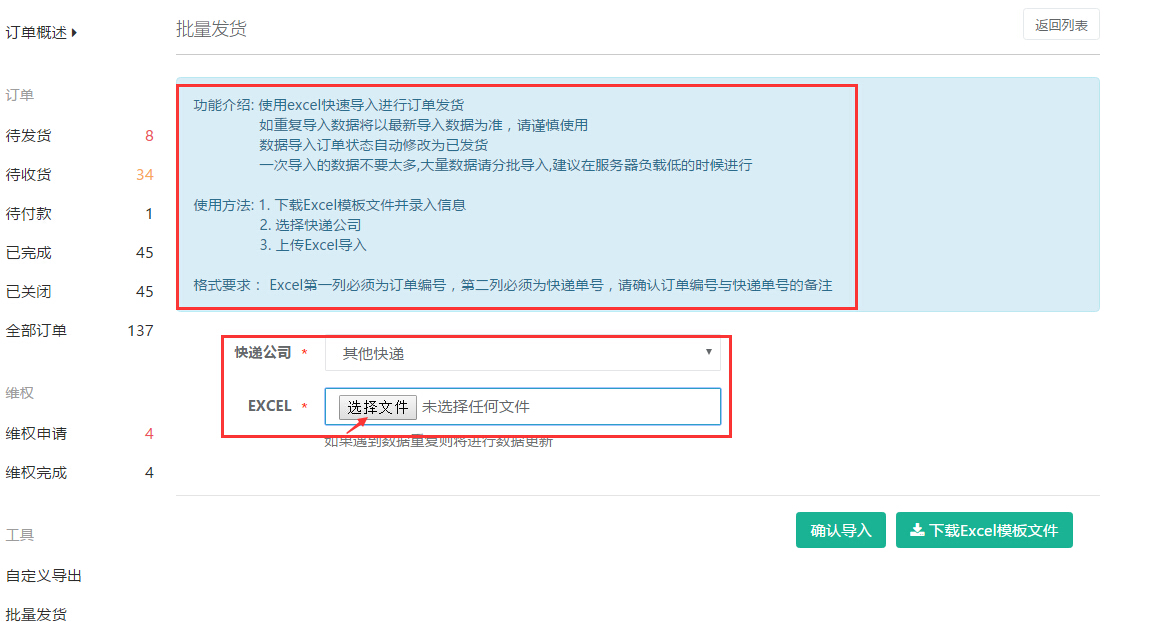 订单概述
订单
待发货 8
待收货 34
待付款 1
已完成 45
已关闭 45
全部订单 137
维权
维权申请 4
维权完成 4
工具
自定义导出
批量发货
批量发货
返回列表
功能介绍: 使用excel快速导入进行订单发货
如重复导入数据将以最新导入数据为准，请谨慎使用
数据导入订单状态自动修改为已发货
一次导入的数据不要太多,大量数据请分批导入,建议在服务器负载低的时候进行
使用方法: 1. 下载Excel模板文件并录入信息
2. 选择快递公司
3. 上传Excel导入
格式要求： Excel第一列必须为订单编号，第二列必须为快递单号，请确认订单编号与快递单号的备注
快递公司 * 其他快递
EXCEL * 选择文件 未选择任何文件
如果遇到数据重复则将进行数据更新
确认导入 下载Excel模板文件